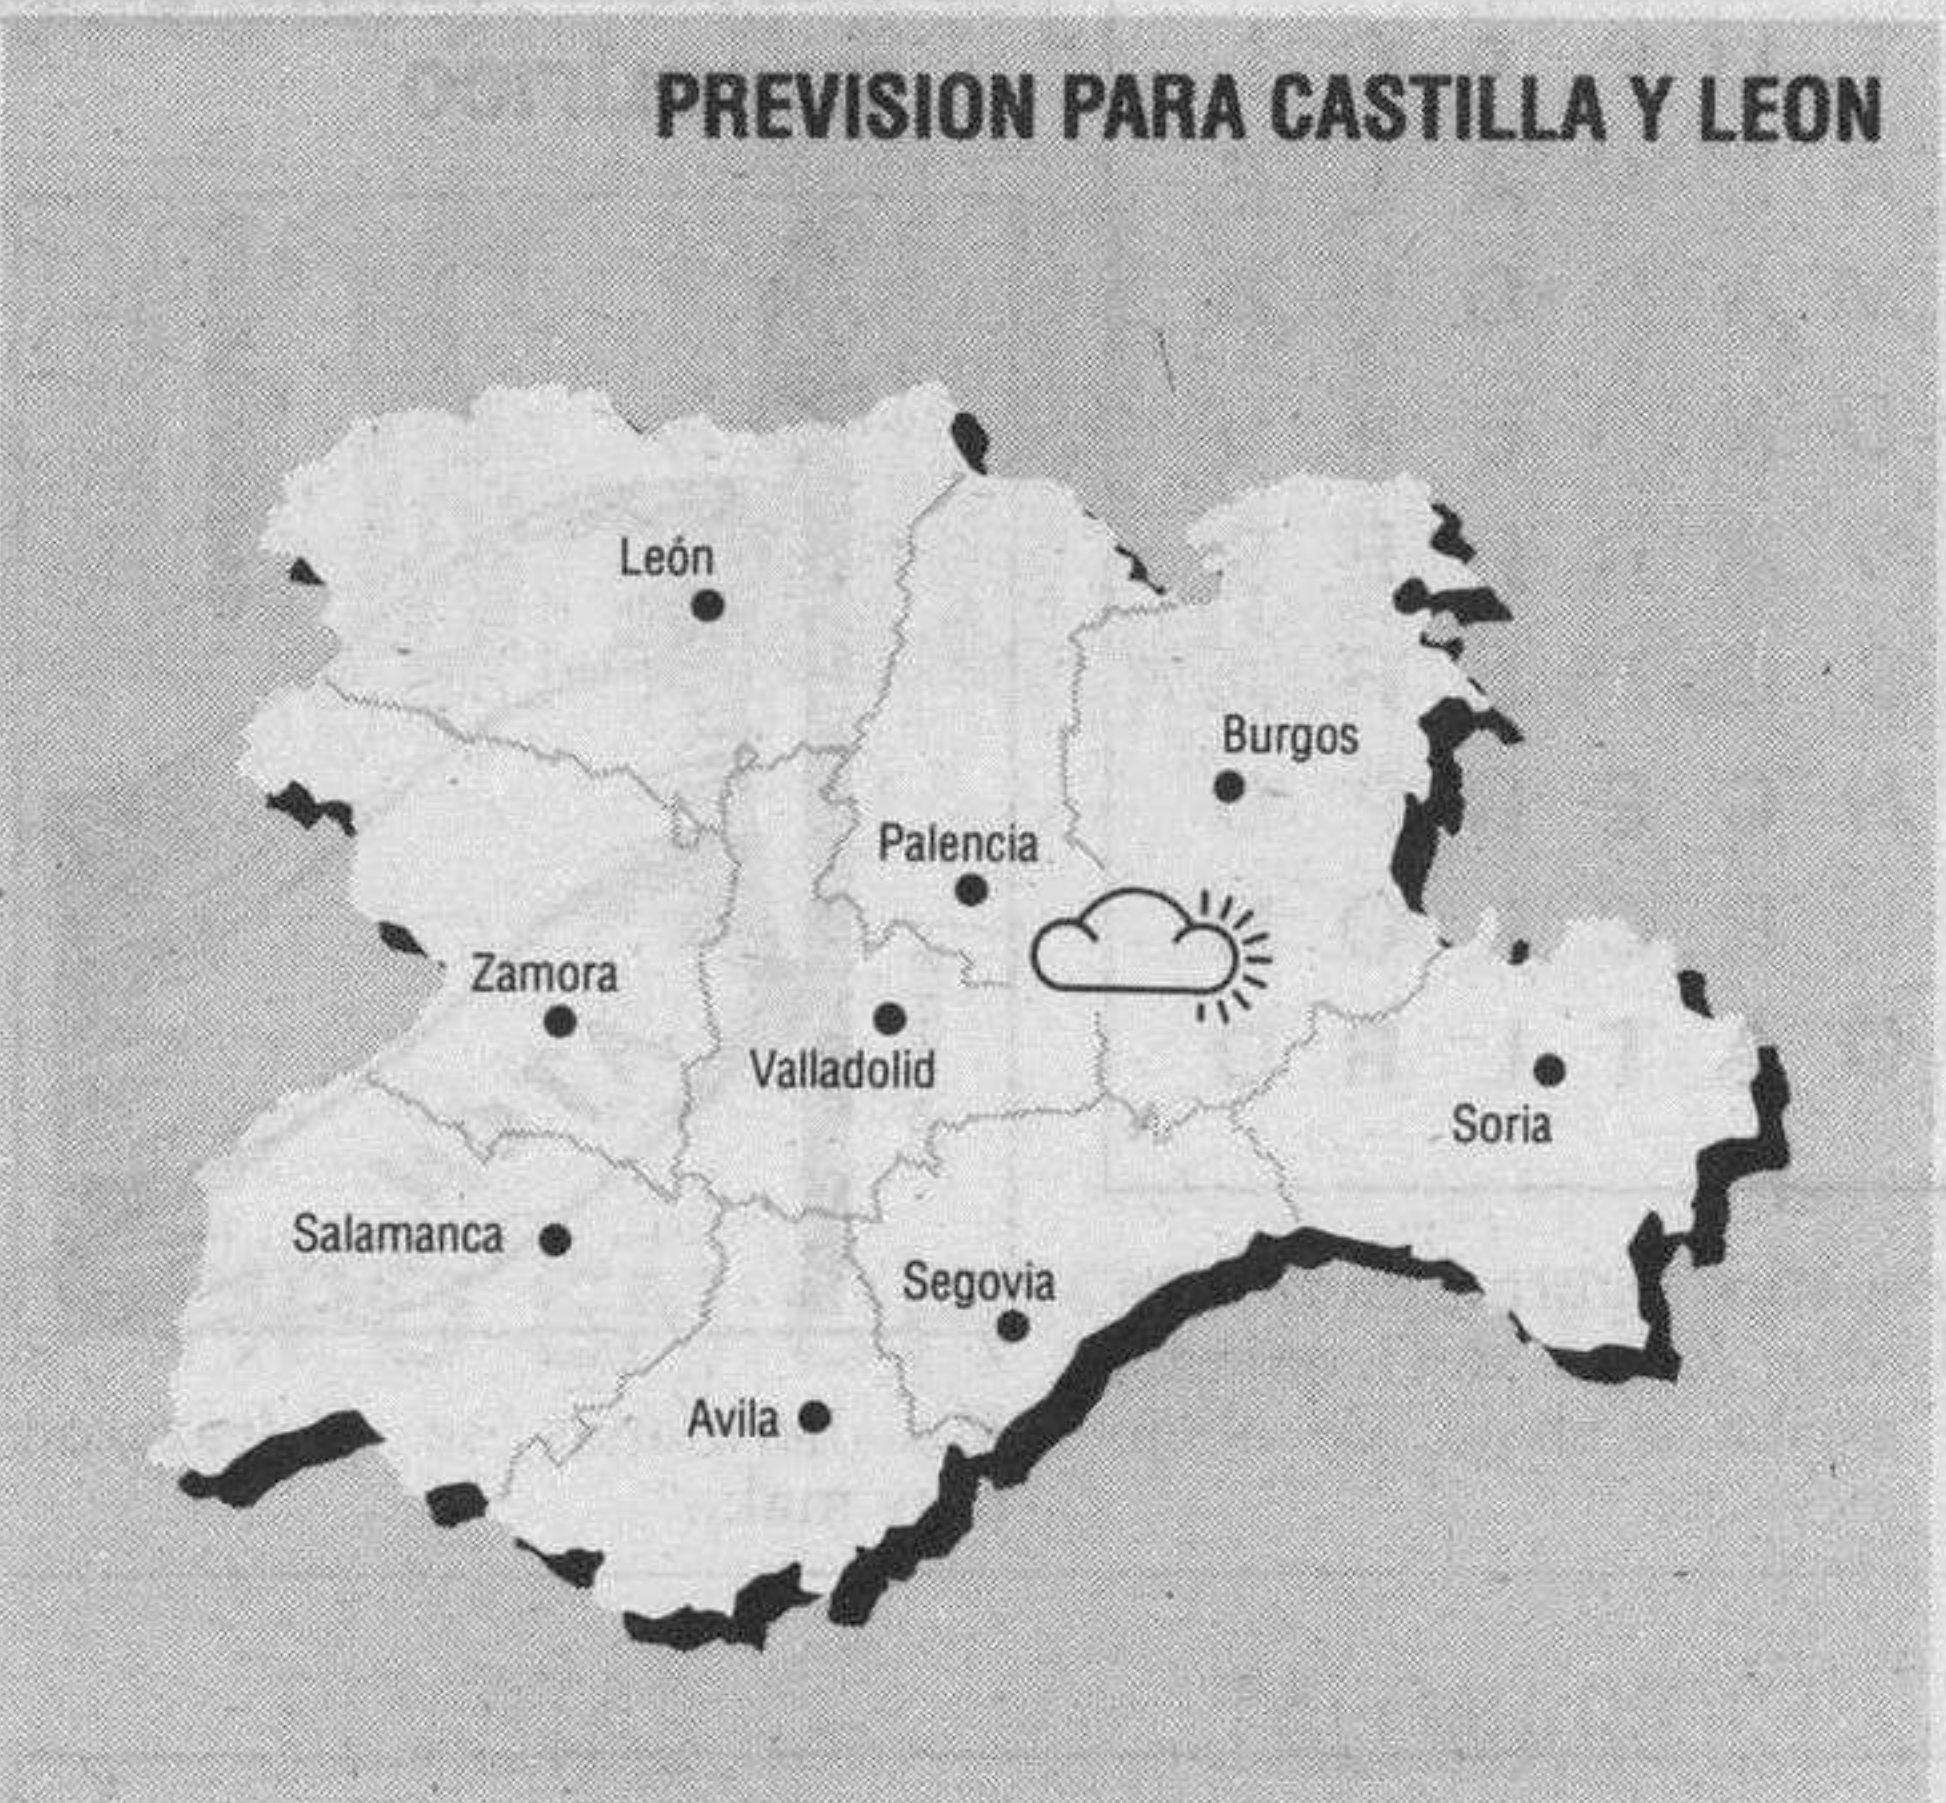 PREVISION PARA CASTILLA Y LEON
León
Burgos
Palencia
Zamora
Valladolid
Soria
Salamanca
Segovia
Avila